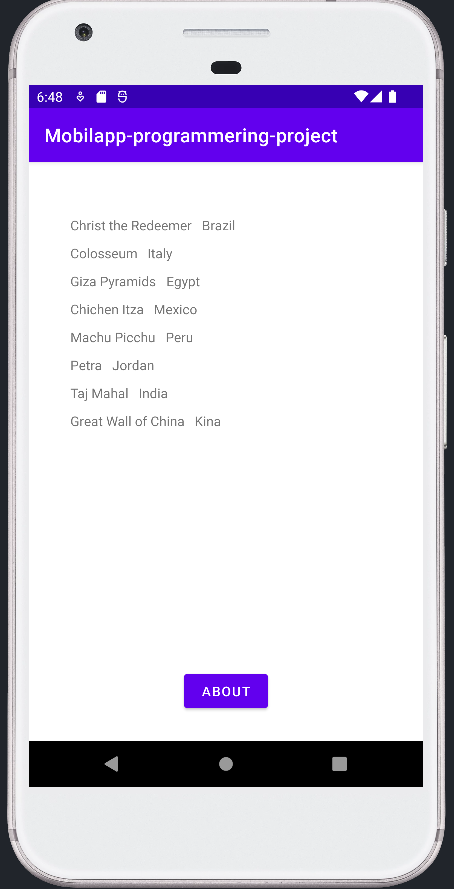 6:48
Mobilapp-programmering-project
Christ the Redeemer Brazil
Colosseum Italy
Giza Pyramids Egypt
Chichen Itza Mexico
Machu Picchu Peru
Petra Jordan
Taj Mahal India
Great Wall of China Kina
ABOUT